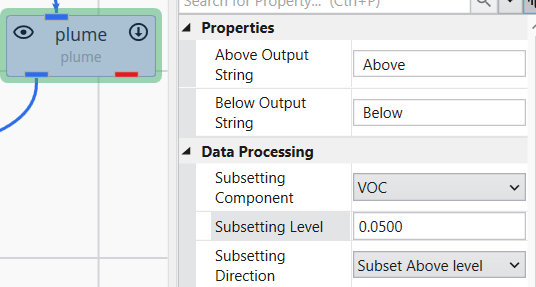 Search for Property... (Ctrl+P)
plume
plume
Properties
Above Output
String
Above
Below Output
String
Below
Data Processing
Subsetting
Component
VOC
Subsetting Level
0.0500
Subsetting
Direction
Subset Above level